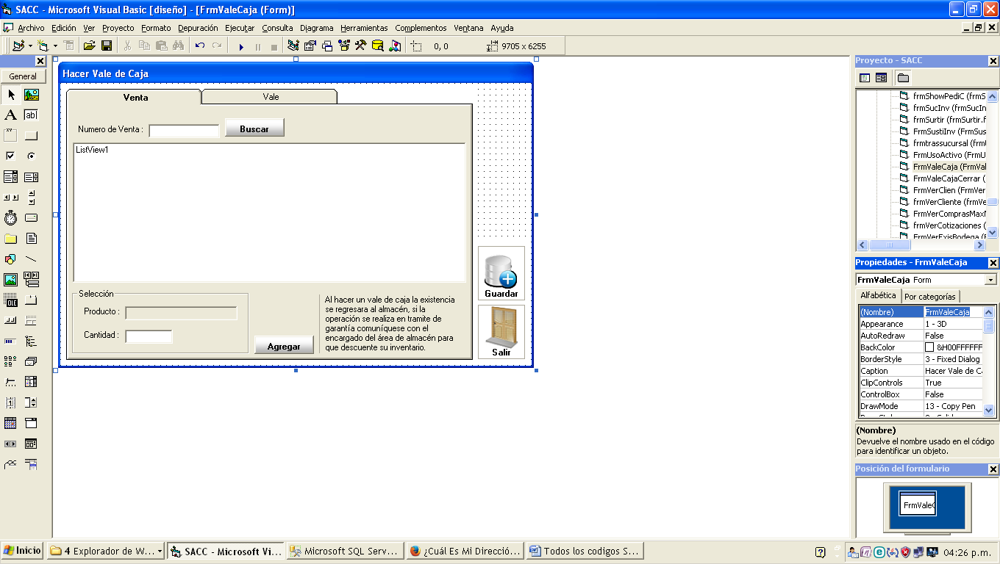 SACC - Microsoft Visual Basic [diseño] - [FrmValeCaja (Form)]
Archivo Edición Ver Proyecto Formato Depuración Ejecutar Consulta Diagrama Herramientas Complementos Ventana Ayuda
0, 0 9705 x 6255
General
A
ab|
xy
OLE
Hacer Vale de Caja
Venta Vale
Numero de Venta : Buscar
ListView1
Selección
Producto :
Cantidad :
Agregar
Al hacer un vale de caja la existencia
se regresara al almacén, si la
operación se realiza en tramite de
garantía comuníquese con el
encargado del área de almacén para
que descuente su inventario.
Guardar
Salir
Proyecto - SACC
frmShowPediC (frmS
frmSucInv (frmSucIn
frmSurtir (frmSurtir.f
FrmSustiInv (FrmSus
frmtrassucursal (frmt
FrmUsoActivo (FrmU
FrmValeCaja (FrmVal
FrmValeCajaCerrar (
FrmVerClien (FrmVer
frmVerCliente (frmVe
FrmVerComprasMax
frmVerCotizaciones (
FrmVerExisBodega (
Propiedades - FrmValeCaja
FrmValeCaja Form
Alfabética Por categorías
(Nombre) FrmValeCaja
Appearance 1 - 3D
AutoRedraw False
BackColor &H00FFFFFF
BorderStyle 3 - Fixed Dialog
Caption Hacer Vale de C
ClipControls True
ControlBox False
DrawMode 13 - Copy Pen
(Nombre)
Devuelve el nombre usado en el código
para identificar un objeto.
Posición del formulario
FrmValeC
Inicio 4 Explorador de W... SACC - Microsoft Vi... Microsoft SQL Serv... ¿Cuál Es Mi Direcció... Todos los codigos S... 04:26 p.m.